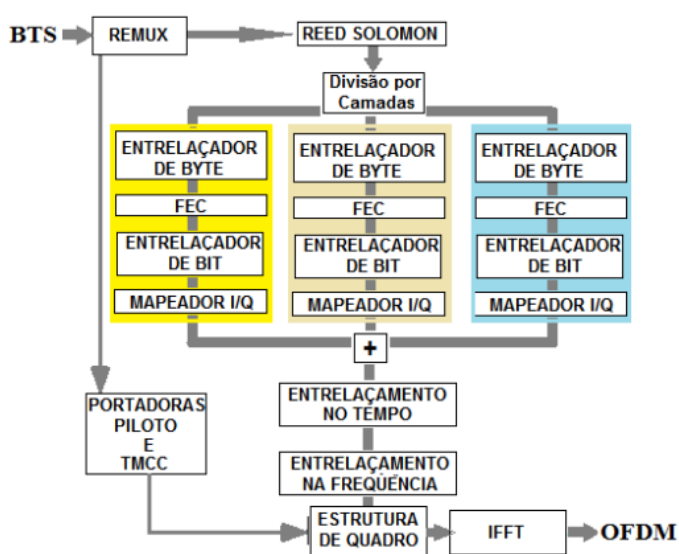 BTS
REMUX
REED SOLOMON
Divisão por
Camadas
ENTRELAÇADOR
DE BYTE
FEC
ENTRELAÇADOR
DE BIT
MAPEADOR I/Q
ENTRELAÇADOR
DE BYTE
FEC
ENTRELAÇADOR
DE BIT
MAPEADOR I/Q
ENTRELAÇADOR
DE BYTE
FEC
ENTRELAÇADOR
DE BIT
MAPEADOR I/Q
+
ENTRELAÇAMENTO
NO TEMPO
PORTADORAS
PILOTO
E
TMCC
ENTRELAÇAMENTO
NA FREQÜÊNCIA
ESTRUTURA
DE QUADRO
IFFT
OFDM